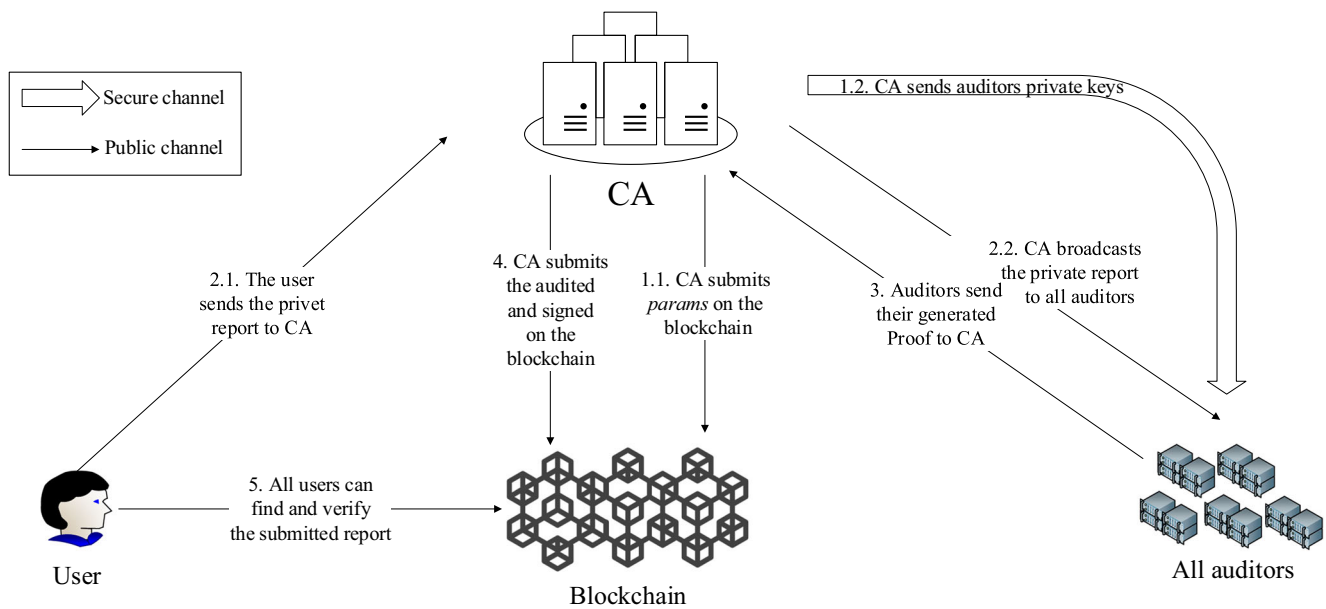 Secure channel
Public channel
CA
1.2. CA sends auditors private keys
2.1. The user
sends the privet
report to CA
4. CA submits
the audited
and signed
on the
blockchain
1.1. CA submits
params on the
blockchain
2.2. CA broadcasts
the private report
to all auditors
3. Auditors send
their generated
Proof to CA
5. All users can
find and verify
the submitted report
User
Blockchain
All auditors